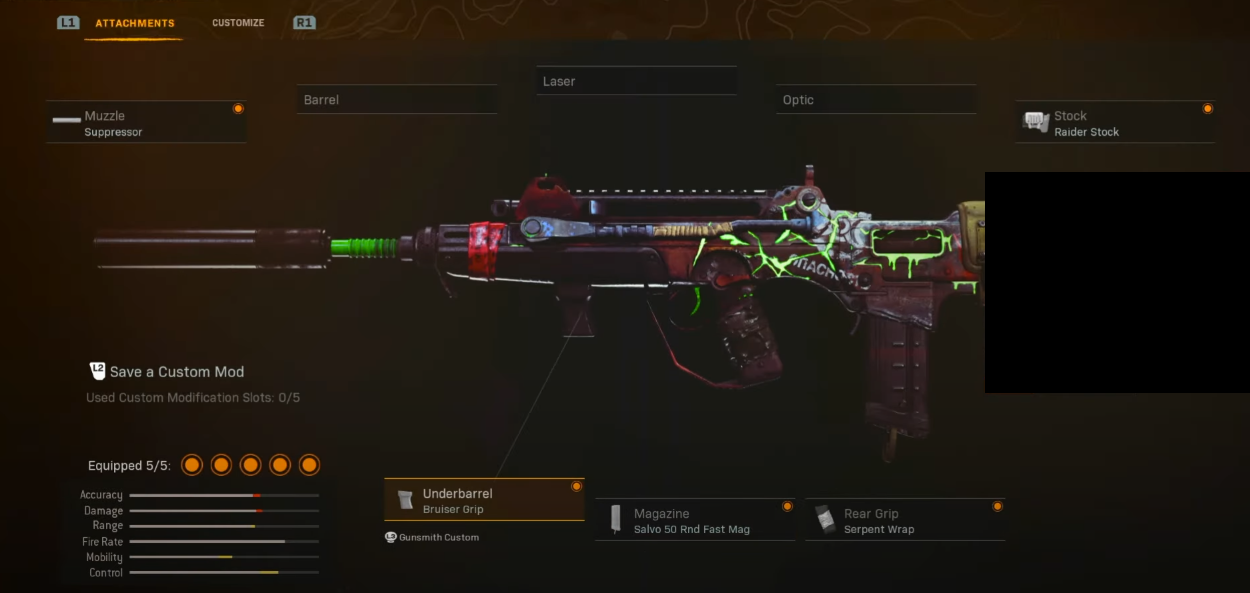 L1 ATTACHMENTS CUSTOMIZE R1
Laser
Barrel
Optic
Muzzle
Suppressor
Stock
Raider Stock
L2 Save a Custom Mod
Used Custom Modification Slots: 0/5
Equipped 5/5:
Accuracy
Damage
Range
Fire Rate
Mobility
Control
Underbarrel
Bruiser Grip
Gunsmith Custom
Magazine
Salvo 50 Rnd Fast Mag
Rear Grip
Serpent Wrap